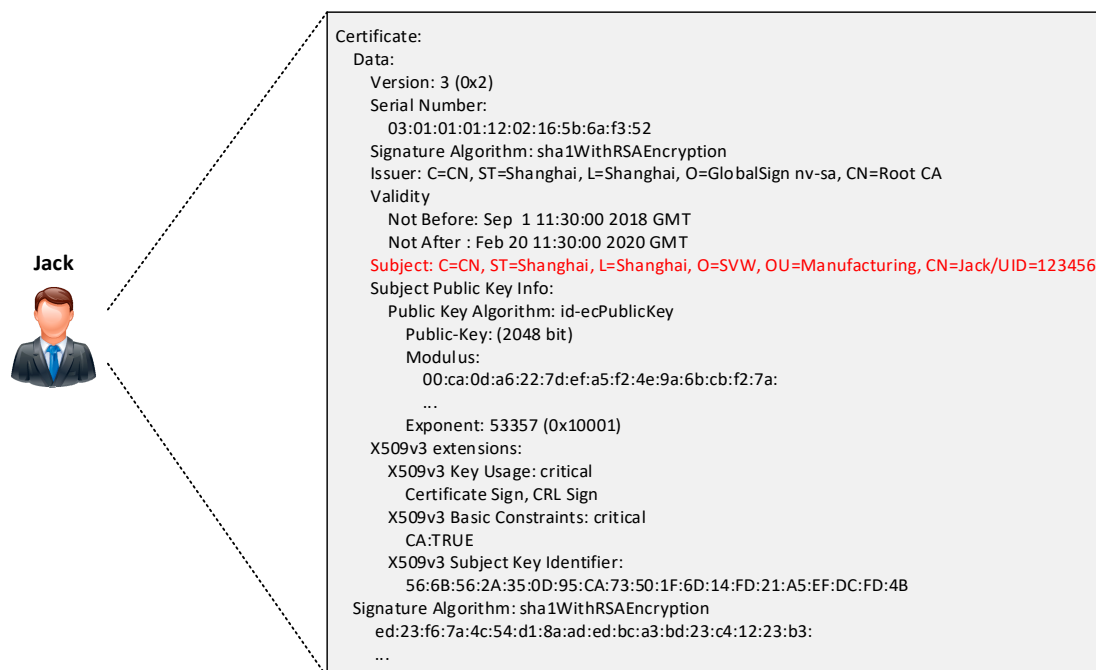 Jack
Certificate:
Data:
Version: 3 (0x2)
Serial Number:
03:01:01:01:12:02:16:5b:6a:f3:52
Signature Algorithm: sha1WithRSAEncryption
Issuer: C=CN, ST=Shanghai, L=Shanghai, O=GlobalSign nv-sa, CN=Root CA
Validity
Not Before: Sep  1 11:30:00 2018 GMT
Not After : Feb 20 11:30:00 2020 GMT
Subject: C=CN, ST=Shanghai, L=Shanghai, O=SVW, OU=Manufacturing, CN=Jack/UID=123456
Subject Public Key Info:
Public Key Algorithm: id-ecPublicKey
Public-Key: (2048 bit)
Modulus:
00:ca:0d:a6:22:7d:ef:a5:f2:4e:9a:6b:cb:f2:7a:
...
Exponent: 53357 (0x10001)
X509v3 extensions:
X509v3 Key Usage: critical
Certificate Sign, CRL Sign
X509v3 Basic Constraints: critical
CA:TRUE
X509v3 Subject Key Identifier:
56:6B:56:2A:35:0D:95:CA:73:50:1F:6D:14:FD:21:A5:EF:DC:FD:4B
Signature Algorithm: sha1WithRSAEncryption
ed:23:f6:7a:4c:54:d1:8a:ad:ed:bc:a3:bd:23:c4:12:23:b3:
...